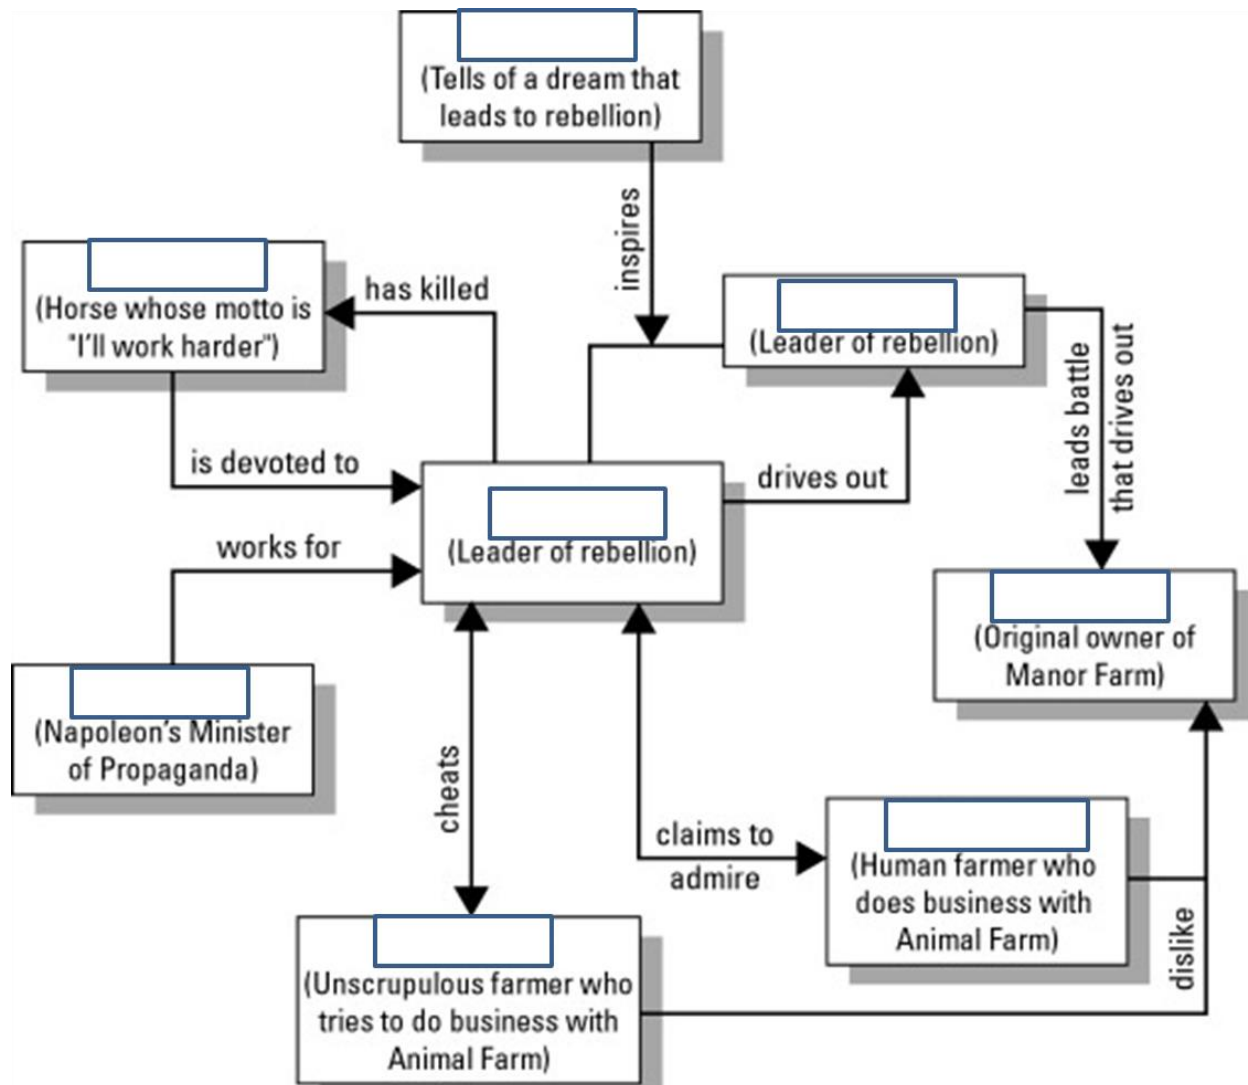 (Tells of a dream that
leads to rebellion)
inspires
has killed
(Horse whose motto is
"I'll work harder")
(Leader of rebellion)
leads battle
that drives out
is devoted to
drives out
(Leader of rebellion)
works for
(Original owner of
Manor Farm)
(Napoleon's Minister
of Propaganda)
cheats
claims to
admire
(Human farmer who
does business with
Animal Farm)
dislike
(Unscrupulous farmer who
tries to do business with
Animal Farm)